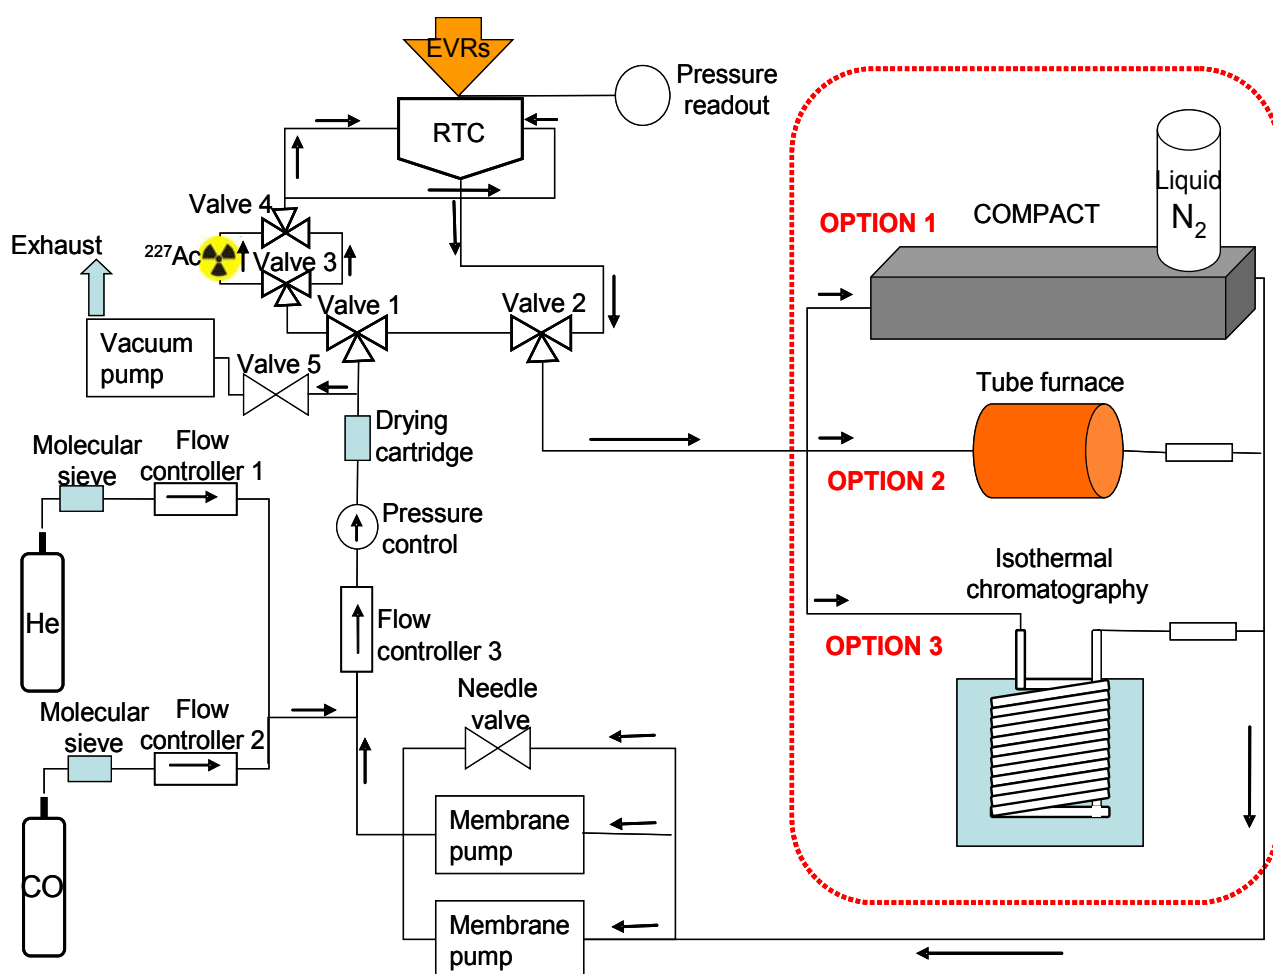 EVRs
Pressure
readout
RTC
Liquid
N₂
Valve 4
OPTION 1
COMPACT
Exhaust
²²⁷Ac
Valve 3
Valve 1
Valve 2
Vacuum
pump
Valve 5
Tube furnace
Drying
cartridge
Molecular
sieve
Flow
controller 1
OPTION 2
Pressure
control
Isothermal
chromatography
He
Flow
controller 3
OPTION 3
Needle
valve
Molecular
sieve
Flow
controller 2
Membrane
pump
CO
Membrane
pump